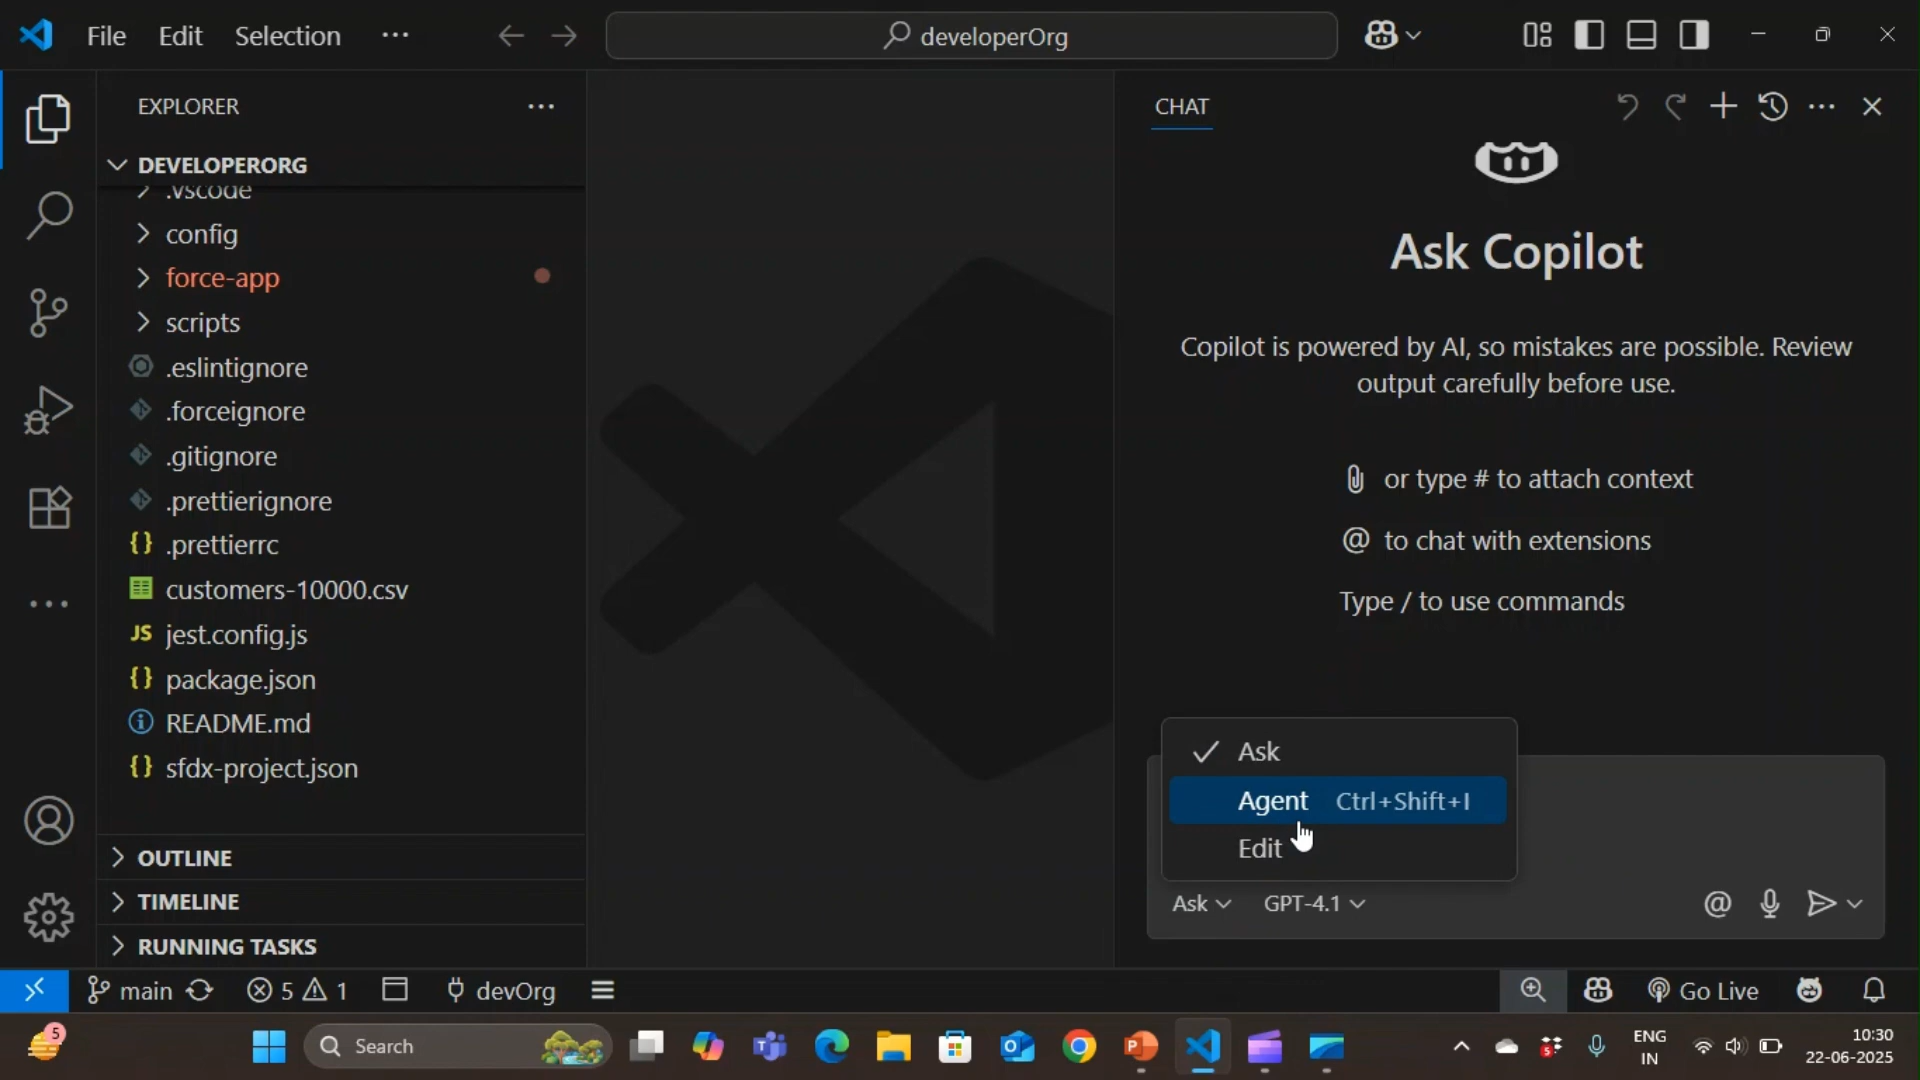 File Edit Selection ···
developerOrg
EXPLORER
DEVELOPERORG
.vscode
config
force-app
scripts
.eslintignore
.forceignore
.gitignore
.prettierignore
.prettierrc
customers-10000.csv
JS jest.config.js
package.json
README.md
sfdx-project.json
OUTLINE
TIMELINE
RUNNING TASKS
CHAT
Ask Copilot
Copilot is powered by AI, so mistakes are possible. Review
output carefully before use.
or type # to attach context
@ to chat with extensions
Type / to use commands
Ask
Agent Ctrl+Shift+I
Edit
Ask GPT-4.1
main 5 1 devOrg Go Live
5
Search
ENG
IN
10:30
22-06-2025